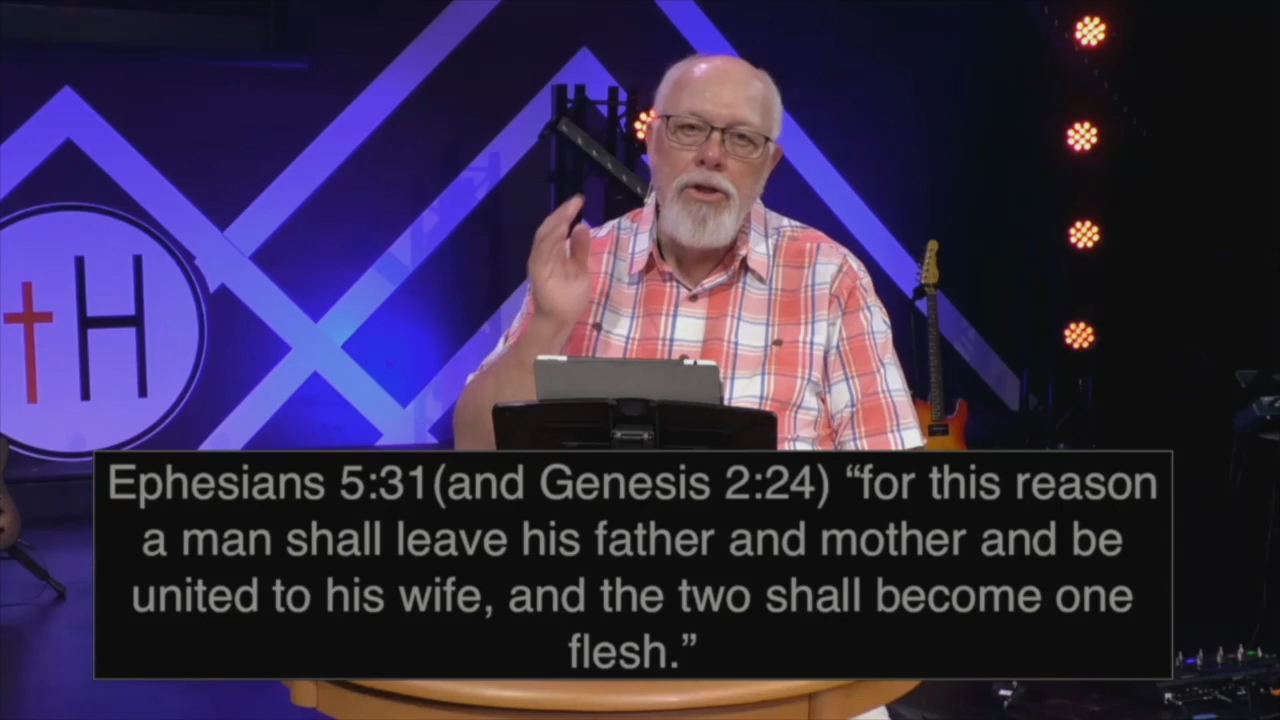 H
Ephesians 5:31(and Genesis 2:24) “for this reason
a man shall leave his father and mother and be
united to his wife, and the two shall become one
flesh.”